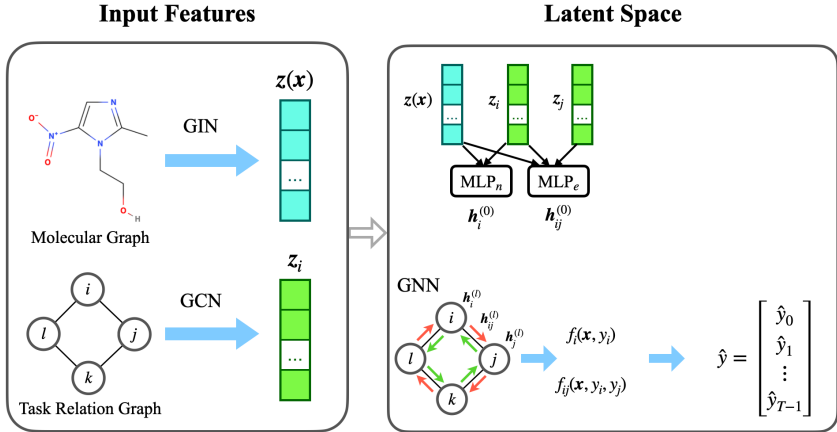 Input Features
Latent Space
z(x)
GIN
N
N
N⁺
O⁻
O
O
H
...
Molecular Graph
z_i
GCN
i
l
j
k
...
Task Relation Graph
z(x)
z_i
z_j
...
...
...
MLP_n
MLP_e
h_i^(0)
h_ij^(0)
GNN
h_i^(l)
h_ij^(l)
h_j^(l)
i
l
j
k
f_i(x, y_i)
f_ij(x, y_i, y_j)
ŷ =
ŷ_0
ŷ_1
⋮
ŷ_T−1